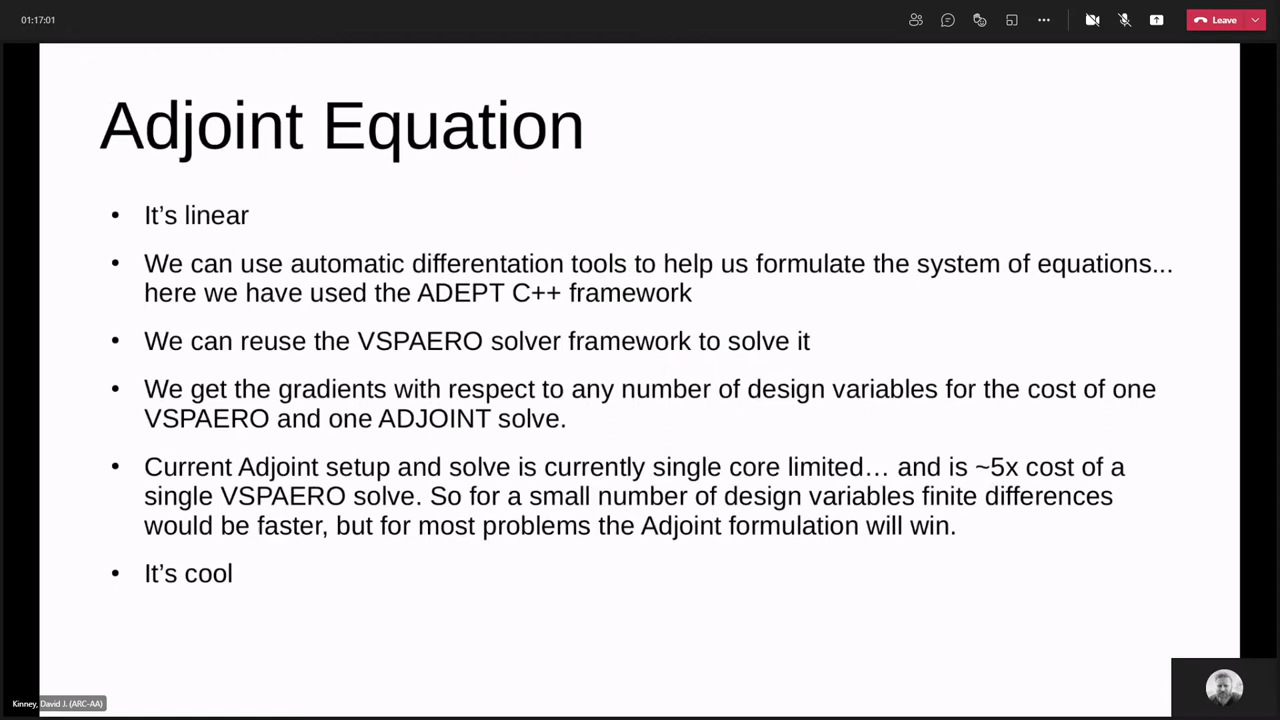 01:17:01
Leave
Adjoint Equation
• It’s linear
• We can use automatic differentation tools to help us formulate the system of equations...
here we have used the ADEPT C++ framework
• We can reuse the VSPAERO solver framework to solve it
• We get the gradients with respect to any number of design variables for the cost of one
VSPAERO and one ADJOINT solve.
• Current Adjoint setup and solve is currently single core limited… and is ~5x cost of a
single VSPAERO solve. So for a small number of design variables finite differences
would be faster, but for most problems the Adjoint formulation will win.
• It’s cool
Kinney, David J. (ARC-AA)